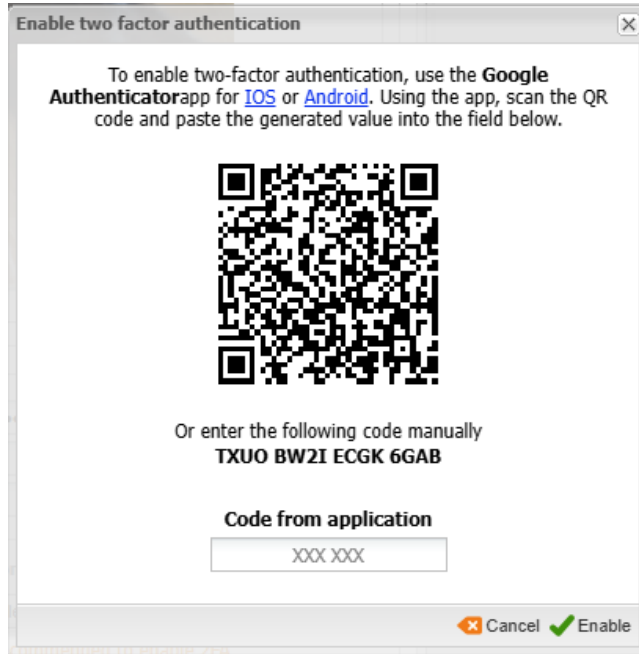 Enable two factor authentication
To enable two-factor authentication, use the Google
Authenticatorapp for IOS or Android. Using the app, scan the QR
code and paste the generated value into the field below.
Or enter the following code manually
TXUO BW2I ECGK 6GAB
Code from application
XXX XXX
Cancel Enable